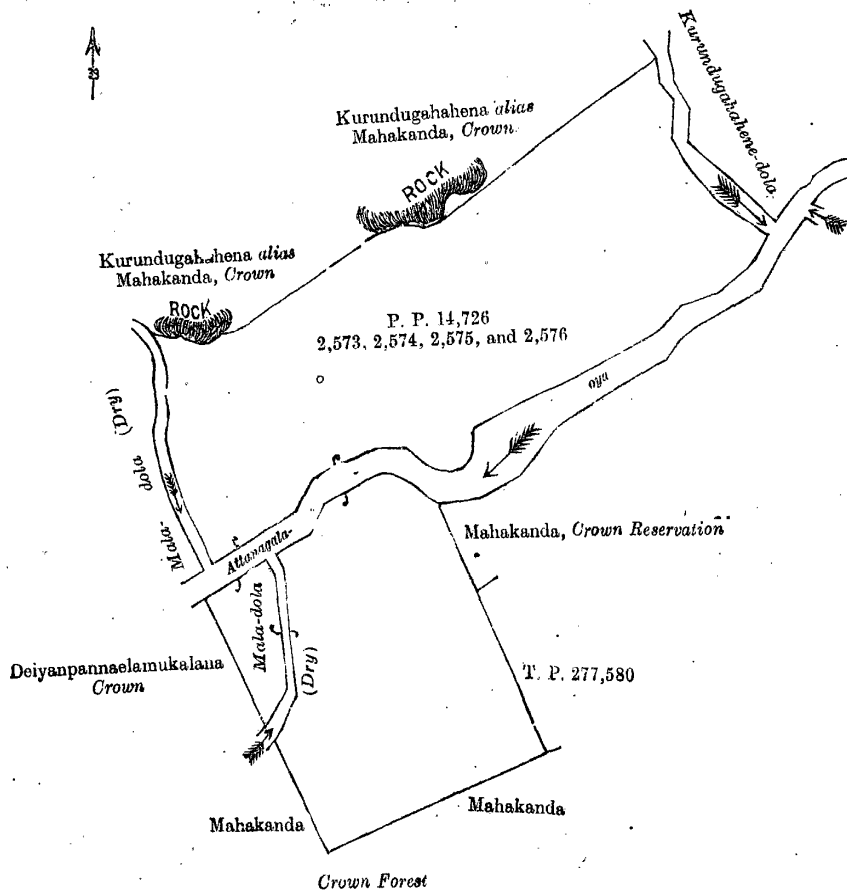 Kurundugahahene-dola
Kurundugahahena alias
Mahakanda, Crown
ROCK
Kurundugahahena alias
Mahakanda, Crown
ROCK
P. P. 14,726
2,573, 2,574, 2,575, and 2,576
oya
Mala-dola (Dry)
Attanagala-
Mahakanda, Crown Reservation
Mala-dola
(Dry)
Deiyanpannaelamukalana
Crown
T. P. 277,580
Mahakanda
Mahakanda
Crown Forest